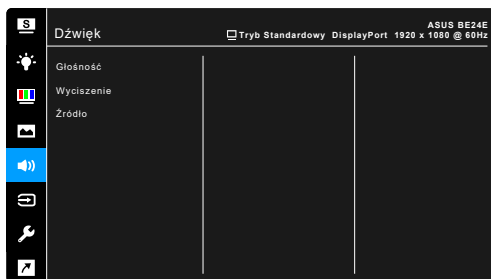 S
Dźwięk
ASUS BE24E
Tryb Standardowy DisplayPort 1920 x 1080 @ 60Hz
Głośność
Wyciszenie
Źródło